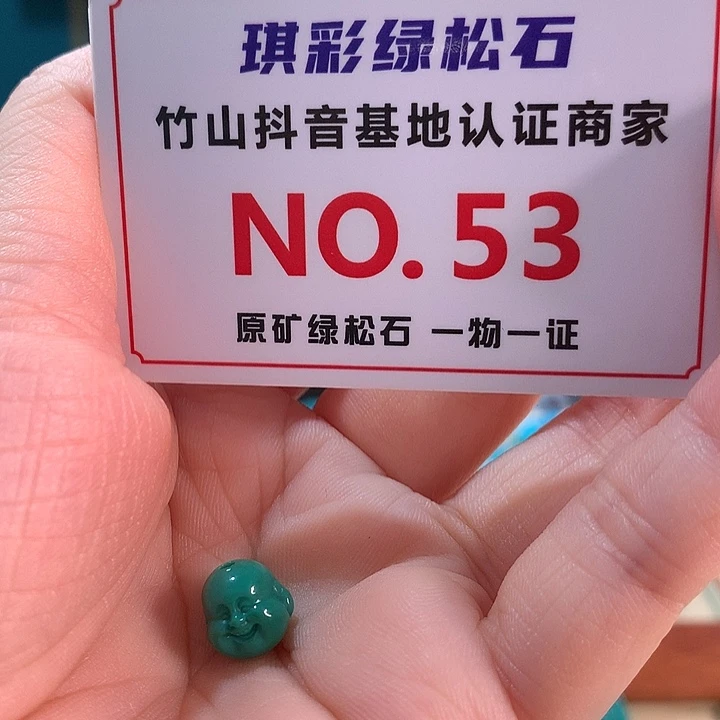 琪彩绿松石
竹山抖音基地认证商家
NO.53
原矿绿松石 一物一证